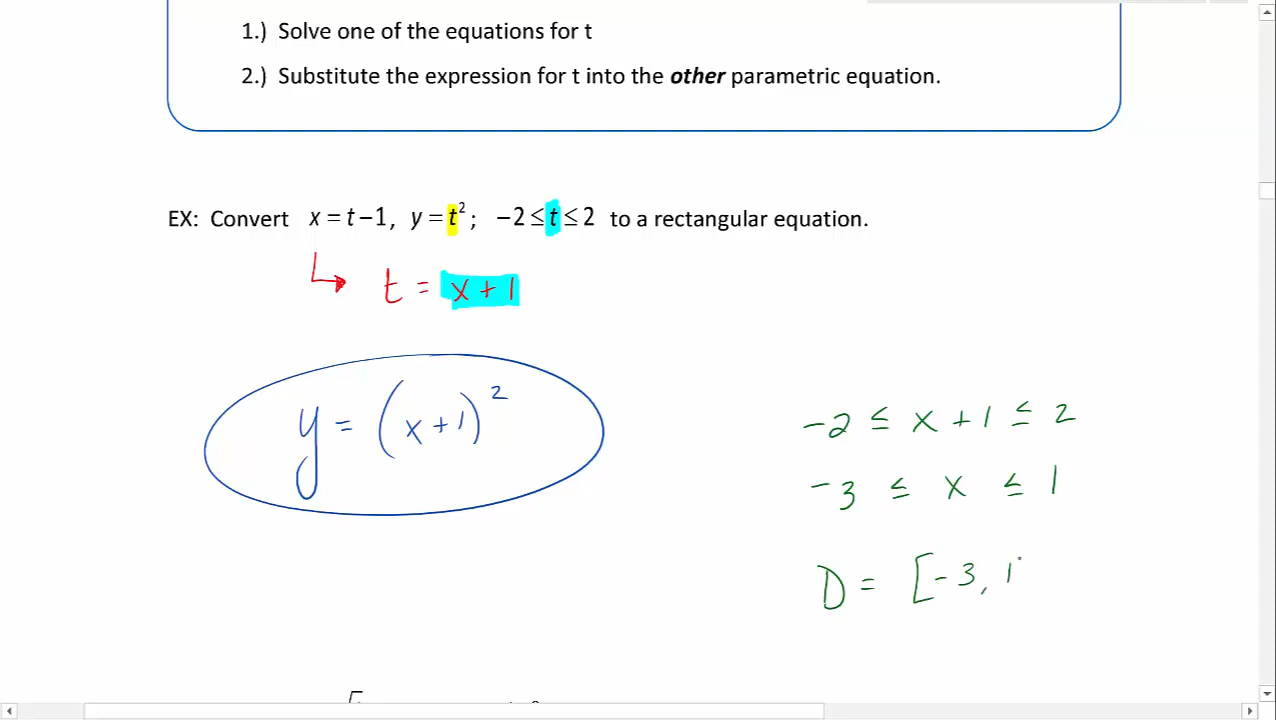 1.) Solve one of the equations for t
2.) Substitute the expression for t into the other parametric equation.
EX: Convert x = t − 1, y = t²; −2 ≤ t ≤ 2 to a rectangular equation.
t = x + 1
y = (x + 1)²
-2 ≤ x + 1 ≤ 2
-3 ≤ x ≤ 1
D = [-3, 1